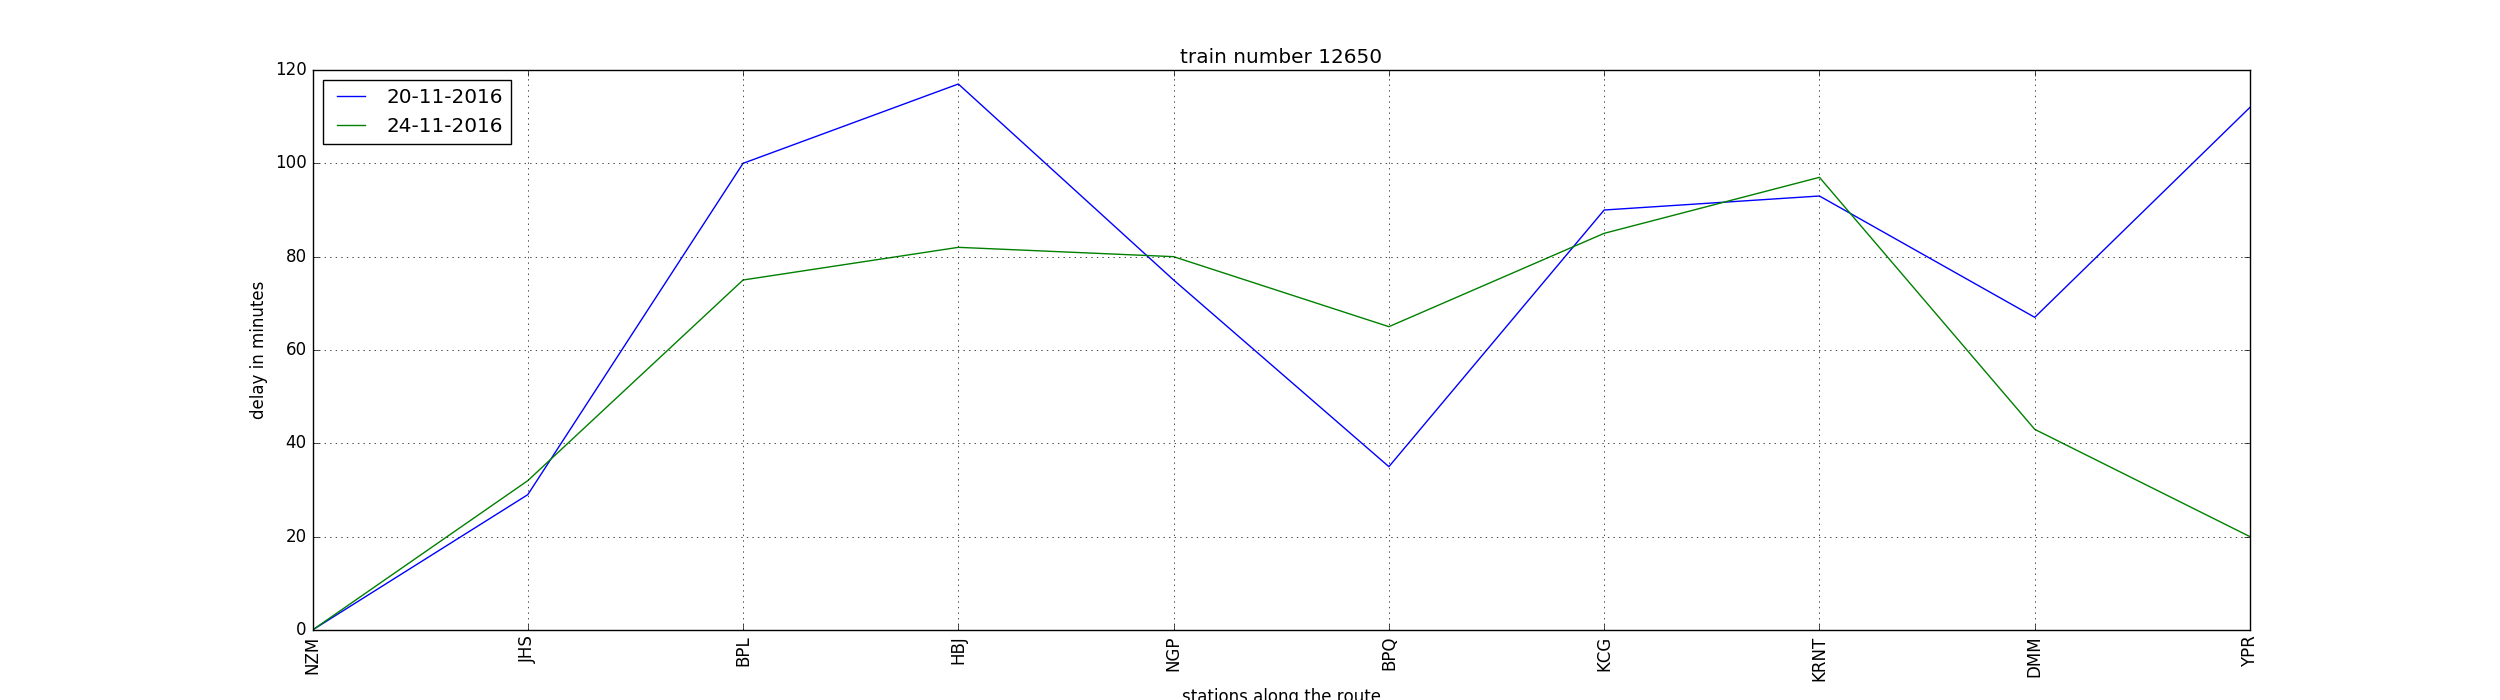 train number 12650
120
20-11-2016
24-11-2016
100
80
60
40
20
0
delay in minutes
NZM
JHS
BPL
HBJ
NGP
BPQ
KCG
KRNT
DMM
YPR
stations along the route